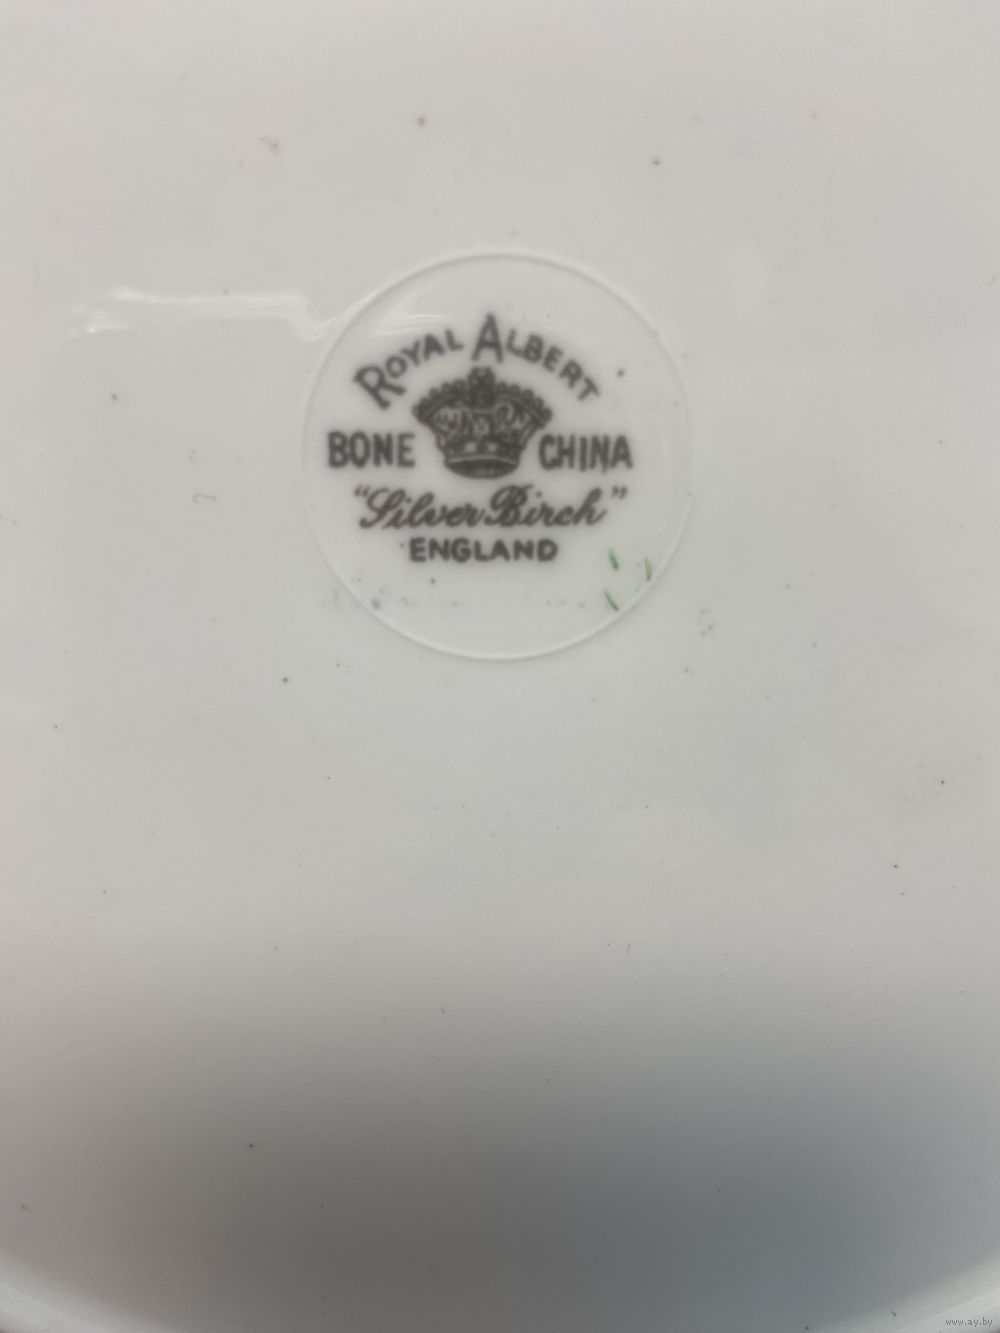 ROYAL ALBERT
BONE CHINA
"Silver Birch"
ENGLAND
www.ay.by